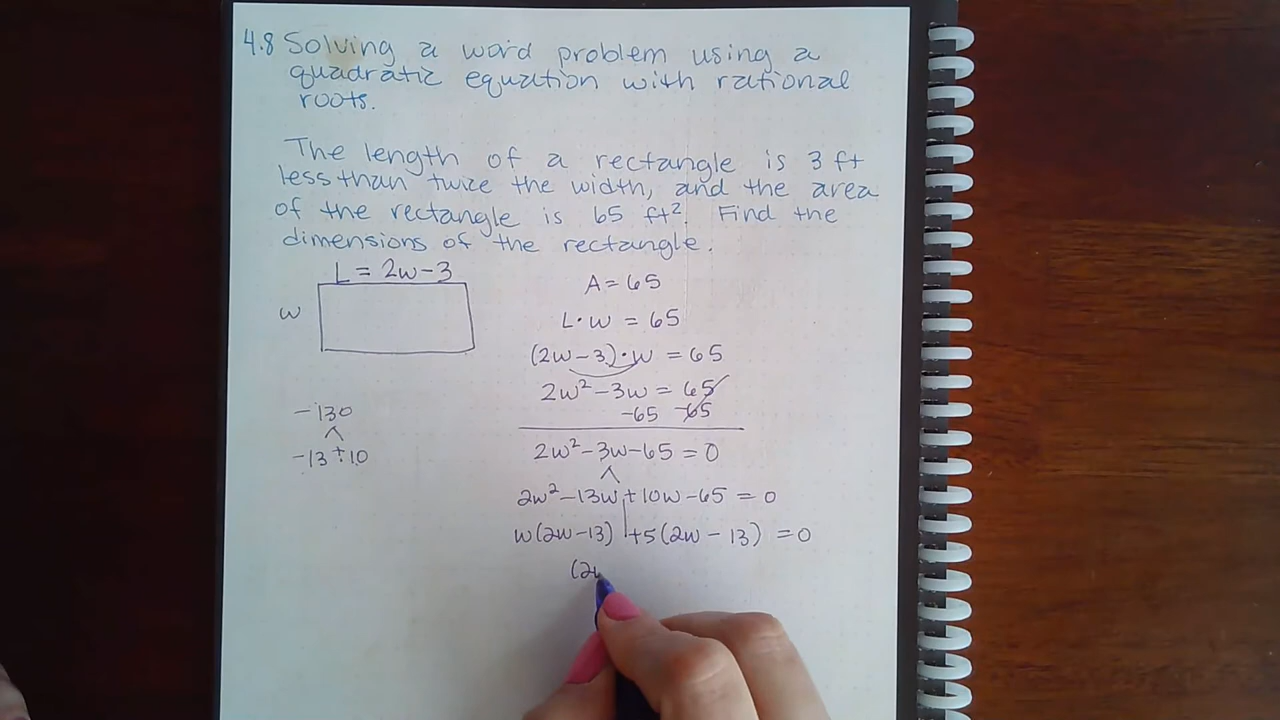 4.8 Solving a word problem using a
quadratic equation with rational
roots.
The length of a rectangle is 3 ft
less than twice the width, and the area
of the rectangle is 65 ft². Find the
dimensions of the rectangle.
L = 2w-3
w
A = 65
L·w = 65
(2w-3)·w = 65
2w²-3w = 65
-65 -65
2w²-3w-65 = 0
-130
-13 + 10
2w²-13w+10w-65 = 0
w(2w-13) +5(2w-13) = 0
(2w